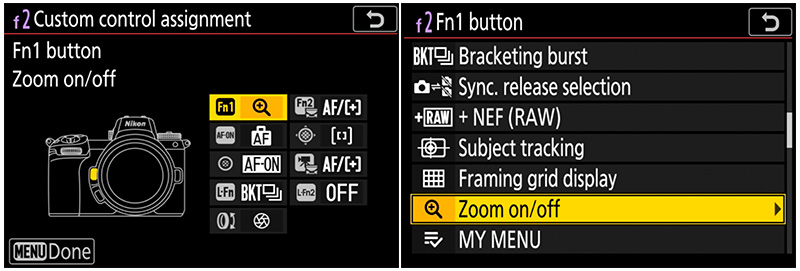 f2 Custom control assignment
Fn1 button
Zoom on/off
Nikon
Fn1
Fn2 AF/[+]
AF-ON AF [ ]
AF-ON AF/[+]
L-Fn BKT L-Fn2 OFF
MENU Done
f2 Fn1 button
BKT Bracketing burst
Sync. release selection
+RAW + NEF (RAW)
Subject tracking
Framing grid display
Zoom on/off
MY MENU